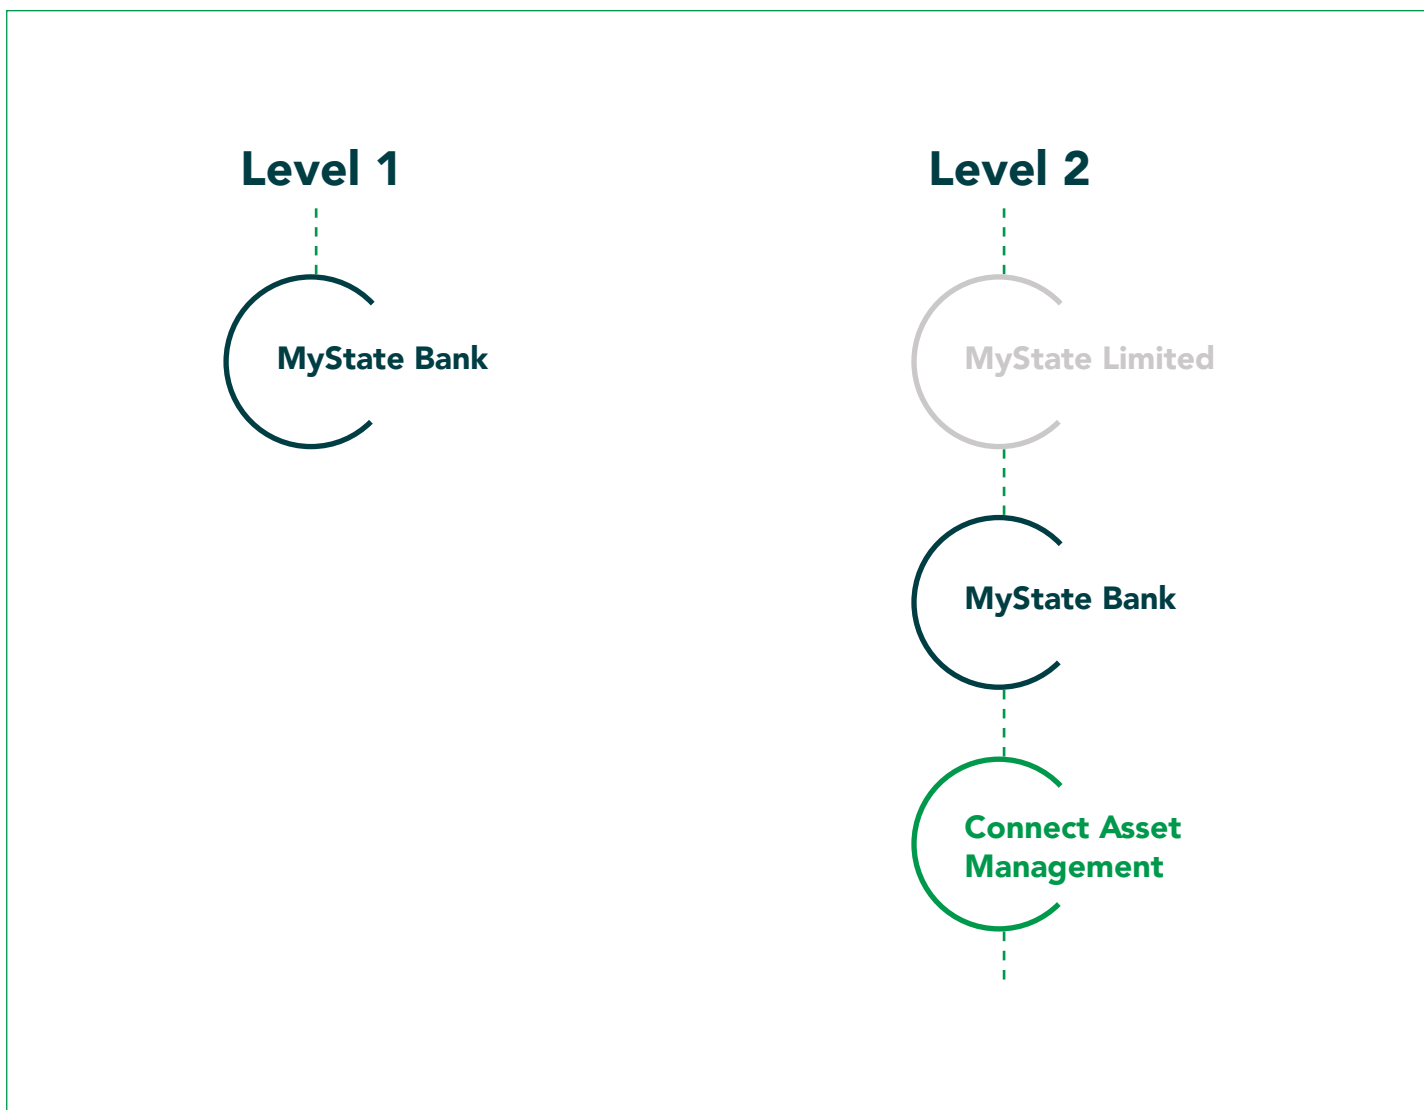 Level 1
MyState Bank
Level 2
MyState Limited
MyState Bank
Connect Asset
Management